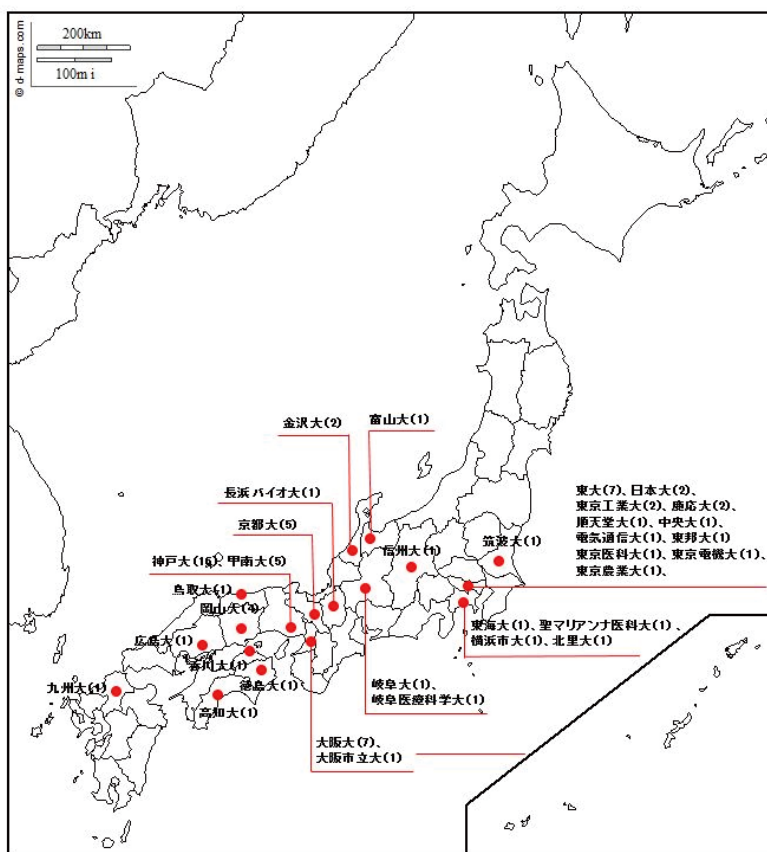 200km
100m i
© d-maps.com
金沢大(2)
富山大(1)
長浜バイオ大(1)
京都大(5)
神戸大(16)、甲南大(5)
鳥取大(1)
岡山大(4)
広島大(1)
香川大(1)
徳島大(1)
九州大(1)
高知大(1)
信州大(1)
筑波大(1)
東大(7)、日本大(2)、
東京工業大(2)、慶応大(2)、
順天堂大(1)、中央大(1)、
電気通信大(1)、東邦大(1)
東京医科大(1)、東京電機大(1)、
東京農業大(1)、
東海大(1)、聖マリアンナ医科大(1)、
横浜市大(1)、北里大(1)
岐阜大(1)、
岐阜医療科学大(1)
大阪大(7)、
大阪市立大(1)